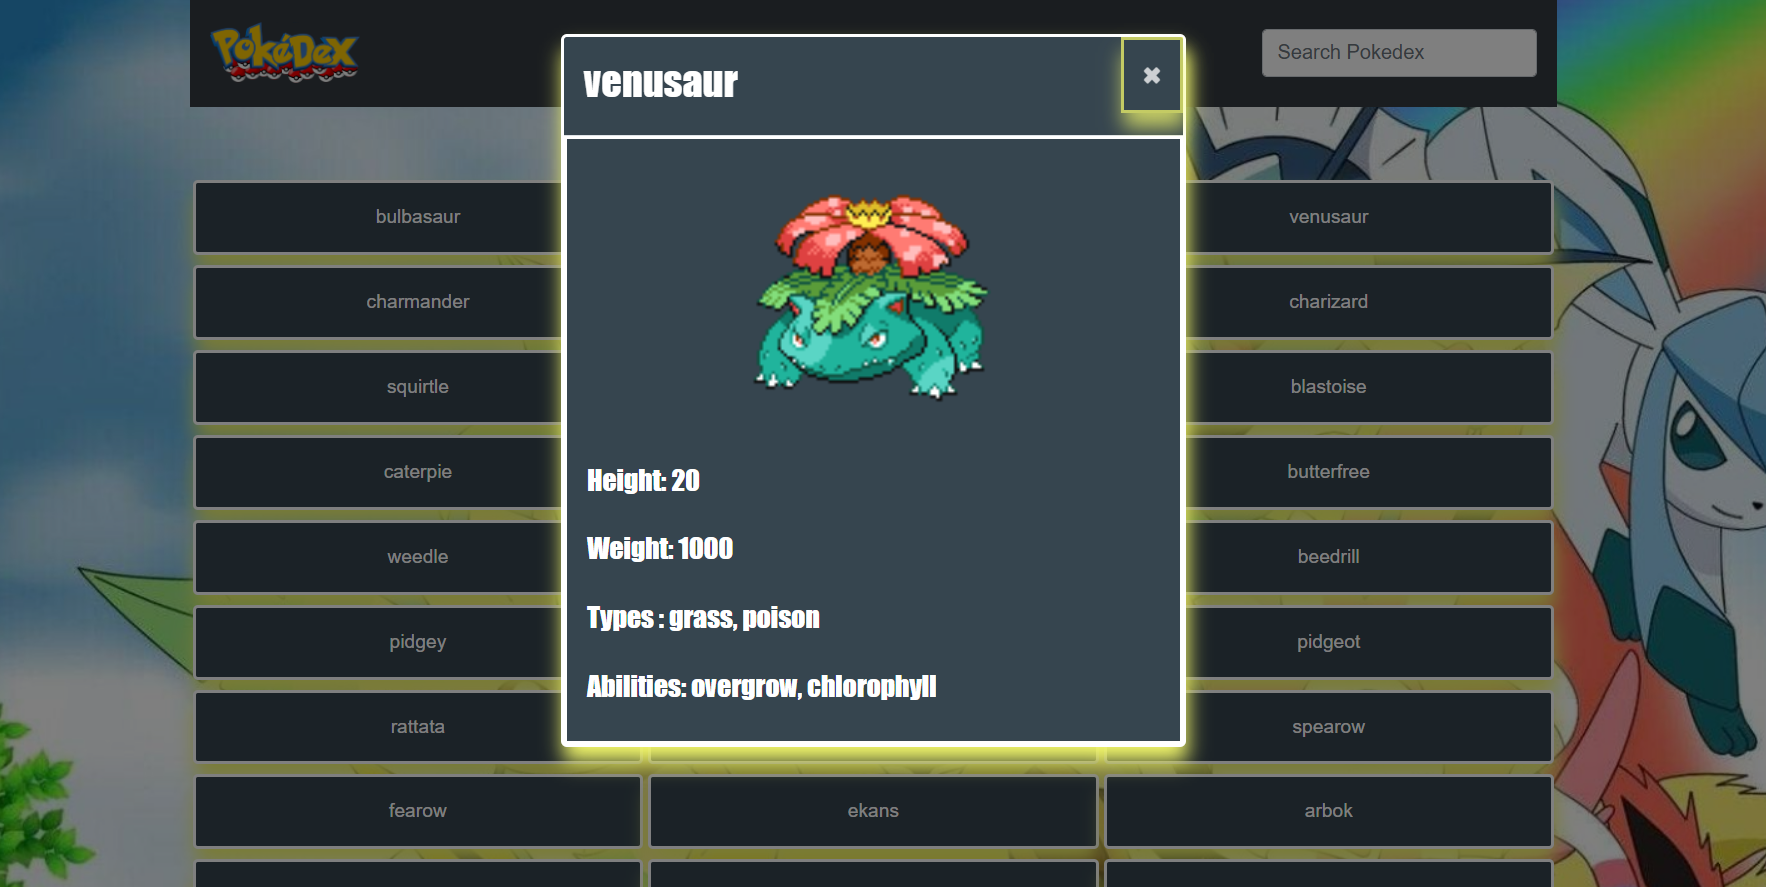 PokéDex
Search Pokedex
venusaur
✖
Height: 20
Weight: 1000
Types : grass, poison
Abilities: overgrow, chlorophyll
bulbasaur
venusaur
charmander
charizard
squirtle
blastoise
caterpie
butterfree
weedle
beedrill
pidgey
pidgeot
rattata
spearow
fearow
ekans
arbok